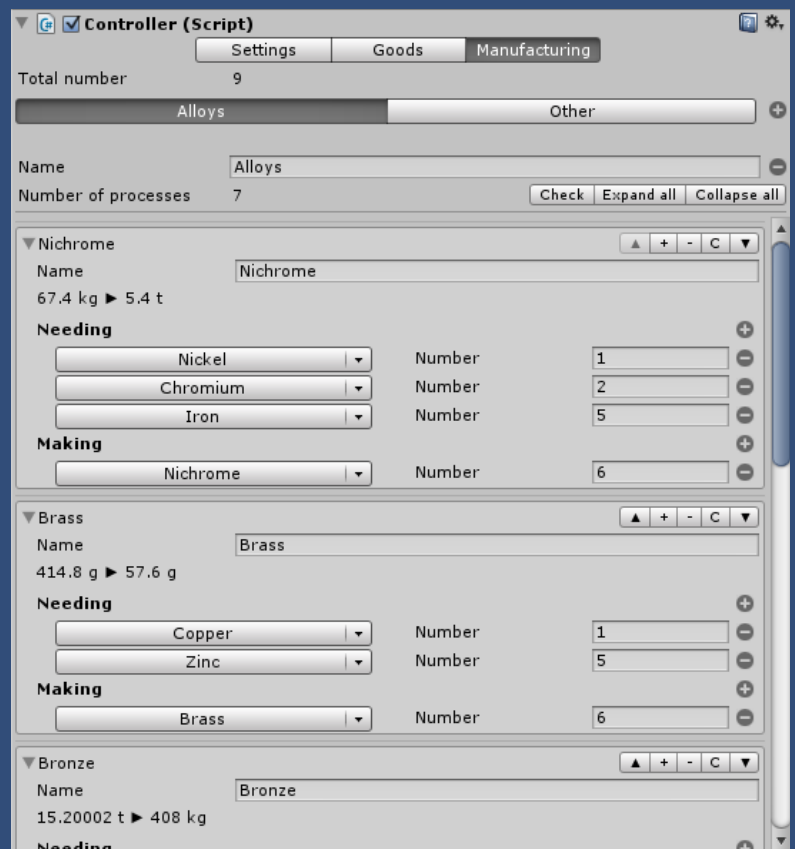 Controller (Script)
Settings Goods Manufacturing
Total number 9
Alloys Other
Name Alloys
Number of processes 7 Check Expand all Collapse all
Nichrome + - C
Name Nichrome
67.4 kg ► 5.4 t
Needing
Nickel Number 1
Chromium Number 2
Iron Number 5
Making
Nichrome Number 6
Brass + - C
Name Brass
414.8 g ► 57.6 g
Needing
Copper Number 1
Zinc Number 5
Making
Brass Number 6
Bronze + - C
Name Bronze
15.20002 t ► 408 kg
Needing